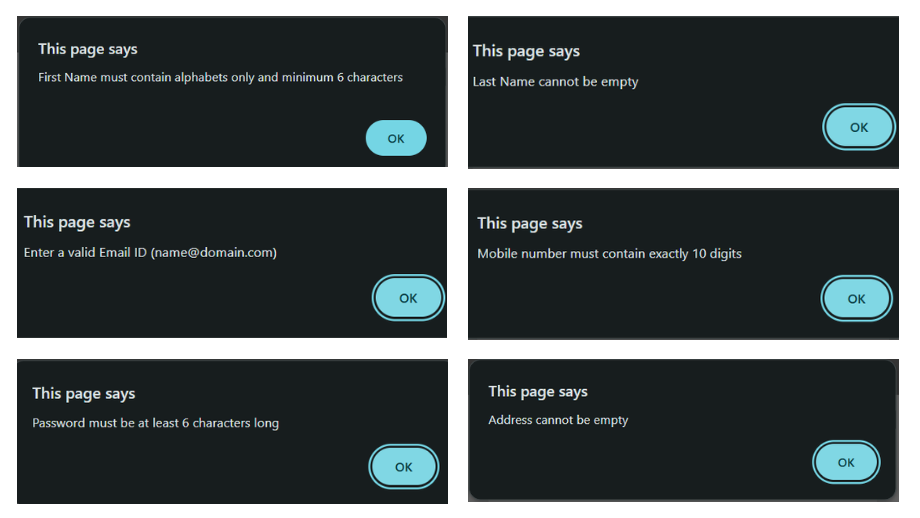 This page says
First Name must contain alphabets only and minimum 6 characters
OK
This page says
Last Name cannot be empty
OK
This page says
Enter a valid Email ID (name@domain.com)
OK
This page says
Mobile number must contain exactly 10 digits
OK
This page says
Password must be at least 6 characters long
OK
This page says
Address cannot be empty
OK